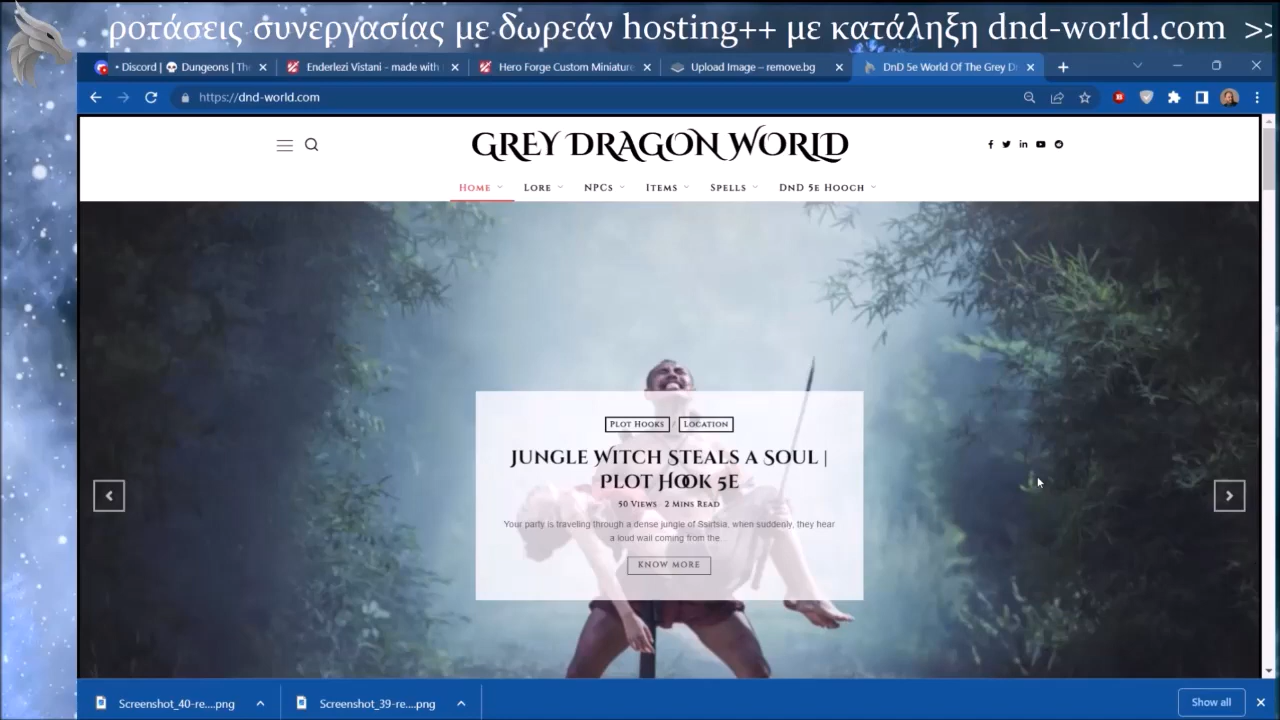 ροτάσεις συνεργασίας με δωρεάν hosting++ με κατάληξη dnd-world.com >>
• Discord | Dungeons | Th
Enderlezi Vistani - made with
Hero Forge Custom Miniature
Upload Image – remove.bg
DnD 5e World Of The Grey D
https://dnd-world.com
GREY DRAGON WORLD
HOME
LORE
NPCS
ITEMS
SPELLS
DND 5E HOOCH
PLOT HOOKS / LOCATION
JUNGLE WITCH STEALS A SOUL |
PLOT HOOK 5E
50 VIEWS 2 MINS READ
Your party is traveling through a dense jungle of Ssirtsia, when suddenly, they hear
a loud wail coming from the...
KNOW MORE
Screenshot_40-re....png
Screenshot_39-re....png
Show all